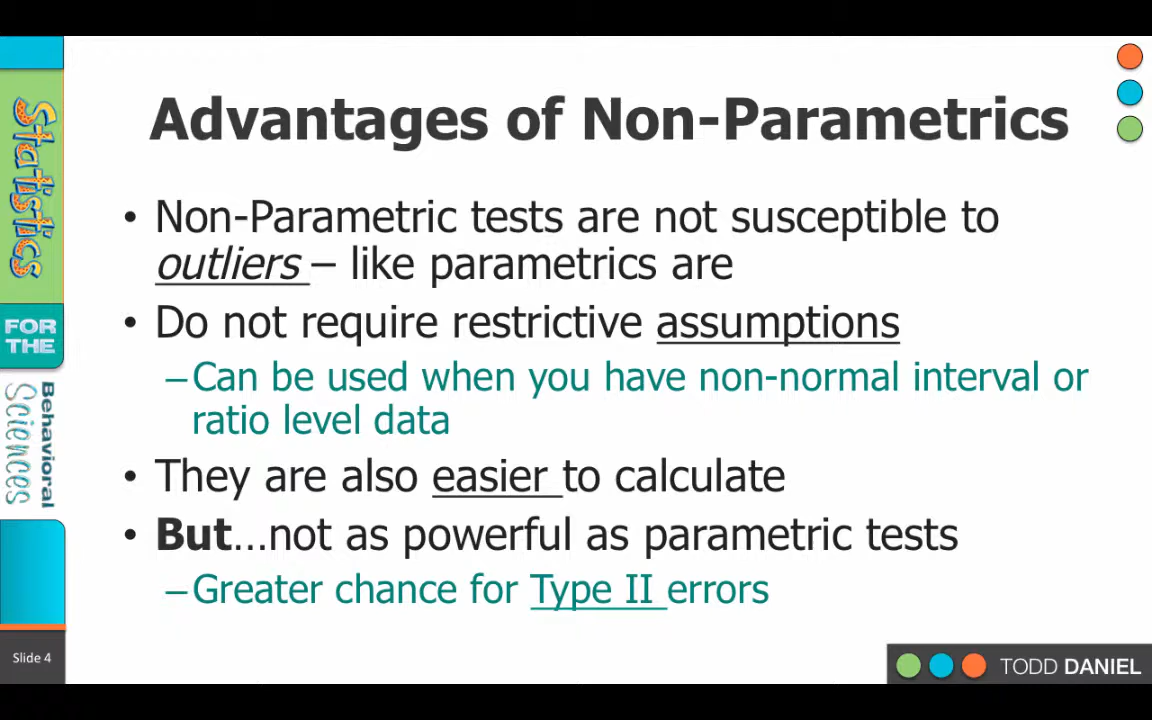 Advantages of Non-Parametrics
• Non-Parametric tests are not susceptible to
outliers – like parametrics are
• Do not require restrictive assumptions
–Can be used when you have non-normal interval or
ratio level data
• They are also easier to calculate
• But…not as powerful as parametric tests
–Greater chance for Type II errors
Statistics
FOR
THE
Behavioral
Sciences
Slide 4
TODD DANIEL